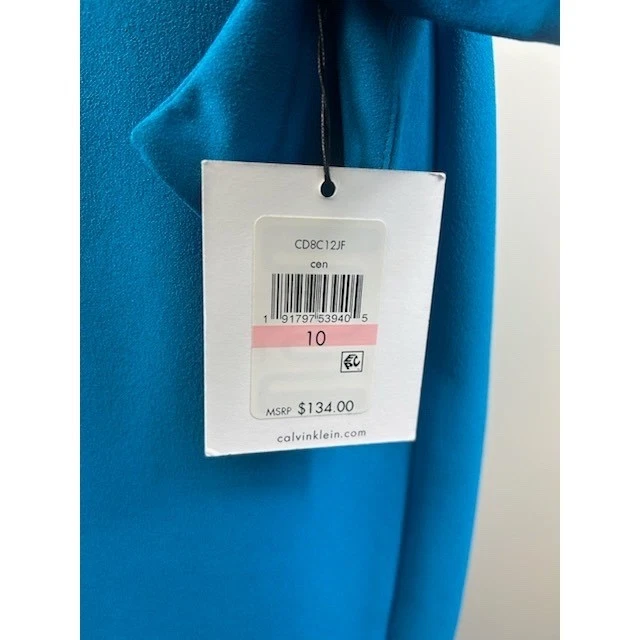 CD8C12JF
cen
1 91797 53940 5
10
MSRP $134.00
calvinklein.com